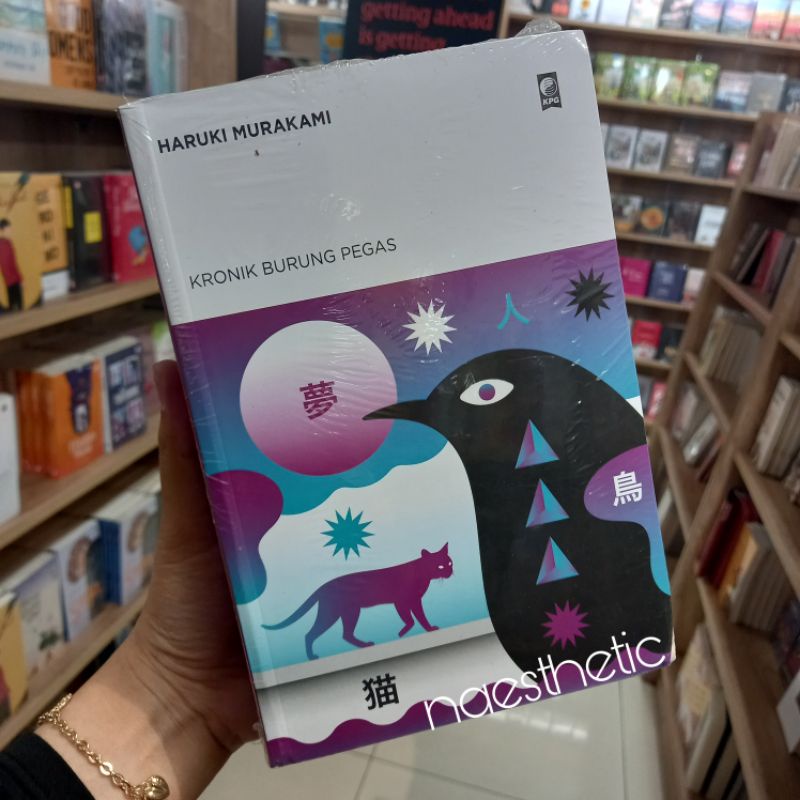 getting ahead
is getting
HARUKI MURAKAMI
KPG
KRONIK BURUNG PEGAS
人
夢
鳥
猫
naesthetic